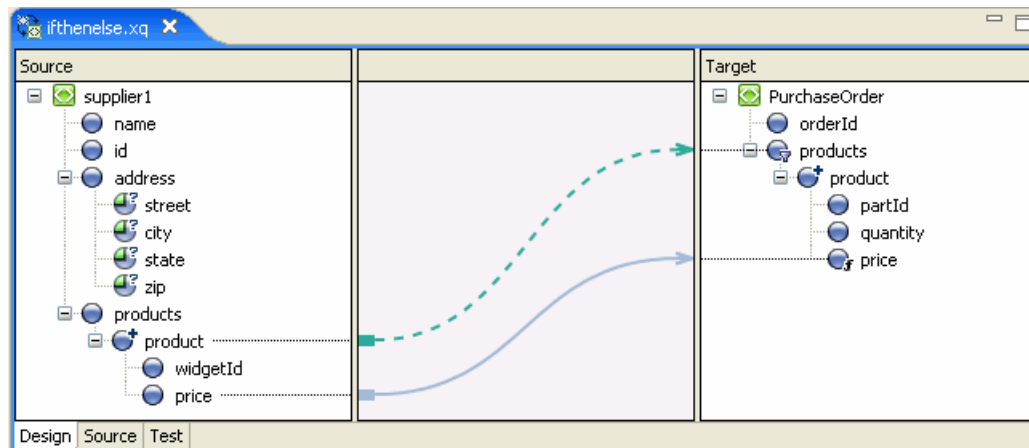 ifthenelse.xq
Source
Target
supplier1
name
id
address
street
city
state
zip
products
product
widgetId
price
PurchaseOrder
orderId
products
product
partId
quantity
price
Design Source Test